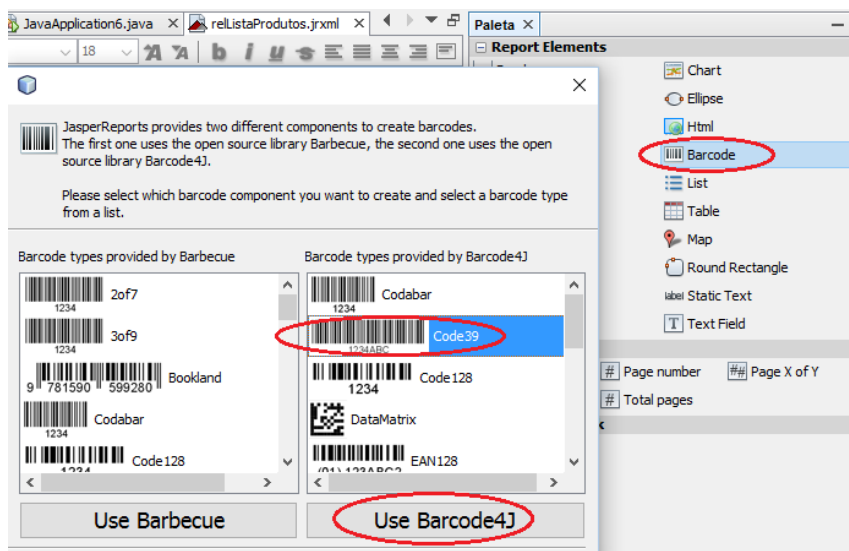 JavaApplication6.java
relListaProdutos.jrxml
Paleta
18
b i u s
Report Elements
Chart
Ellipse
Html
Barcode
List
Table
Map
Round Rectangle
label Static Text
T Text Field
# Page number
## Page X of Y
# Total pages
JasperReports provides two different components to create barcodes.
The first one uses the open source library Barbecue, the second one uses the open
source library Barcode4J.
Please select which barcode component you want to create and select a barcode type
from a list.
Barcode types provided by Barbecue
2of7
1234
3of9
1234
Bookland
9 781590 599280
Codabar
1234
Code128
1234
Use Barbecue
Barcode types provided by Barcode4J
Codabar
1234
Code39
1234ABC
Code128
1234
DataMatrix
EAN128
Use Barcode4J